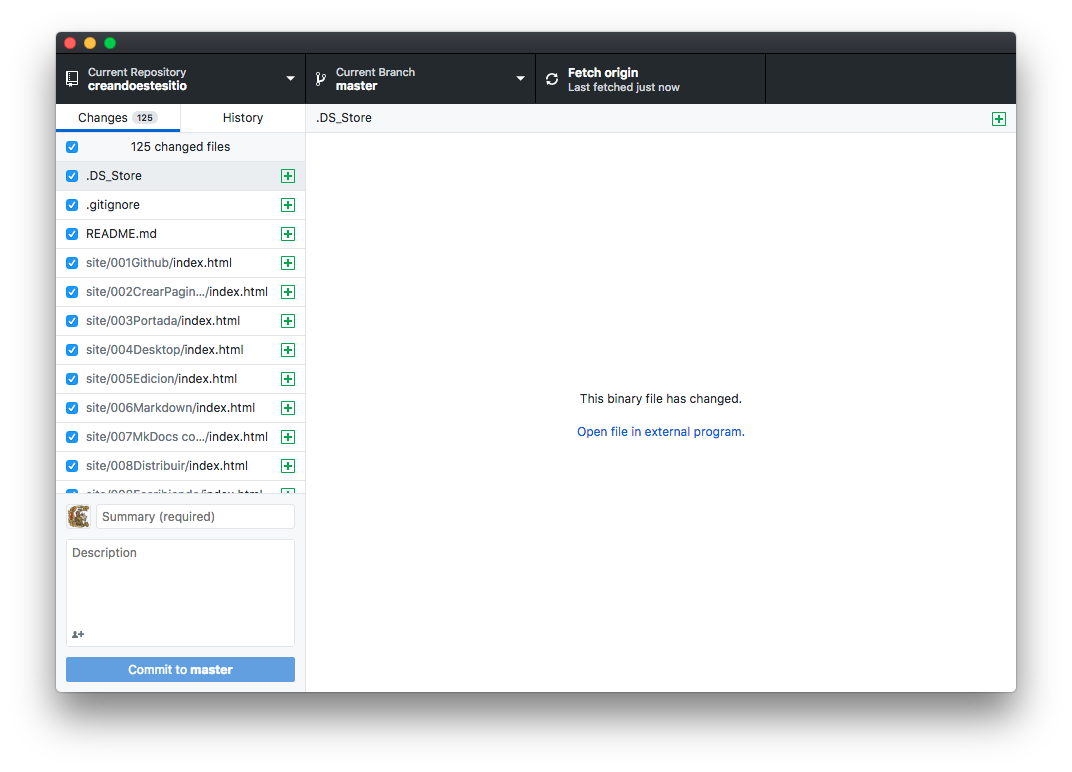 Current Repository
creandoestesitio
Current Branch
master
Fetch origin
Last fetched just now
Changes 125
History
.DS_Store
125 changed files
.DS_Store
.gitignore
README.md
site/001Github/index.html
site/002CrearPagin.../index.html
site/003Portada/index.html
site/004Desktop/index.html
site/005Edicion/index.html
site/006Markdown/index.html
site/007MkDocs co.../index.html
site/008Distribuir/index.html
This binary file has changed.
Open file in external program.
Summary (required)
Description
Commit to master